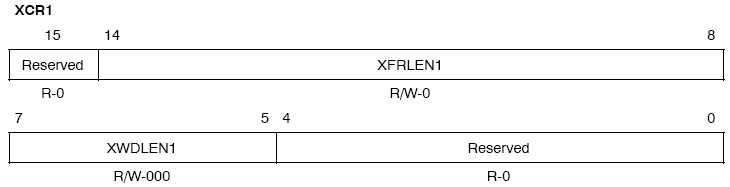 XCR1
15 14 8
Reserved XFRLEN1
R-0 R/W-0
7 5 4 0
XWDLEN1 Reserved
R/W-000 R-0